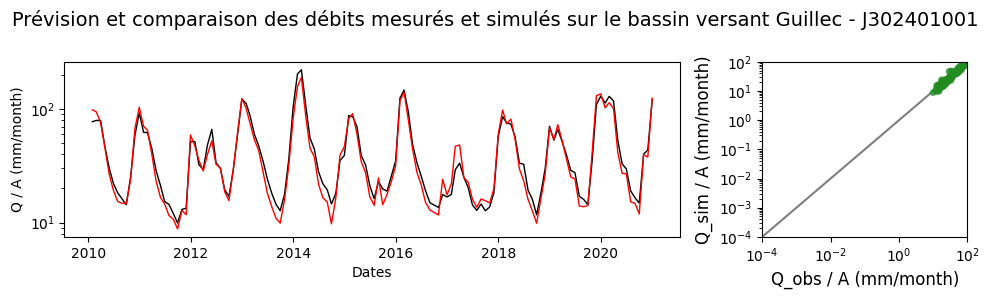 Prévision et comparaison des débits mesurés et simulés sur le bassin versant Guillec - J302401001
Q / A (mm/month)
10²
10¹
2010 2012 2014 2016 2018 2020
Dates
Q_sim / A (mm/month)
10²
10¹
10⁰
10⁻¹
10⁻²
10⁻³
10⁻⁴
10⁻⁴ 10⁻² 10⁰ 10²
Q_obs / A (mm/month)